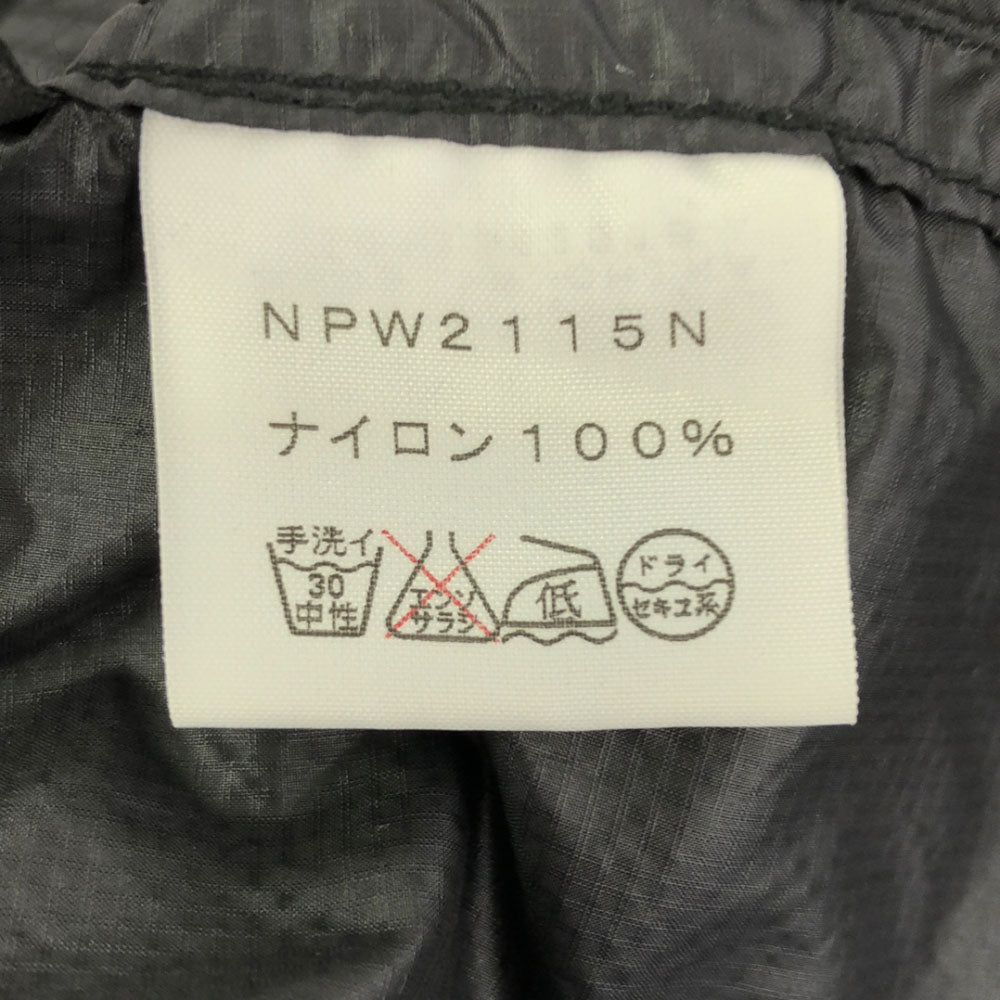 NPW2115N
ナイロン100%
手洗イ
30
中性
エンソ
サラシ
低
ドライ
セキユ系